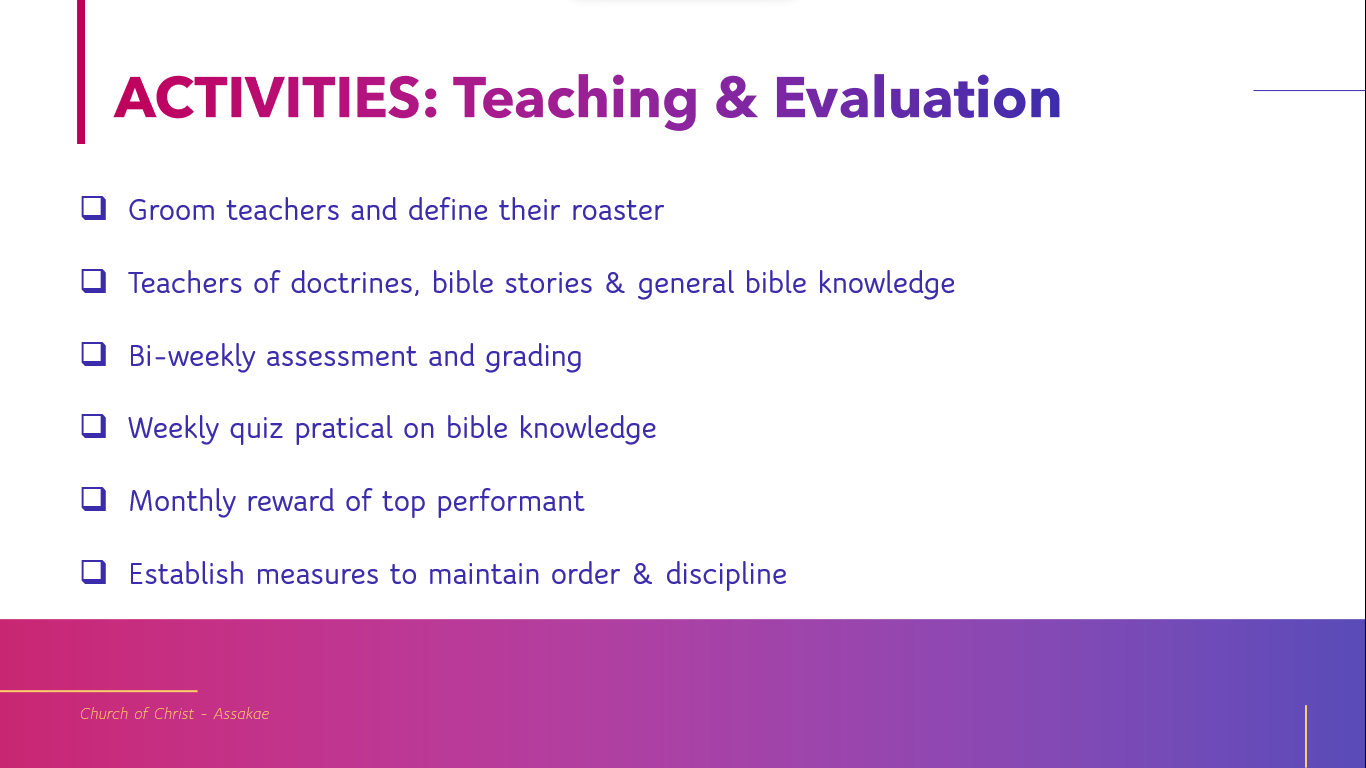 ACTIVITIES: Teaching & Evaluation
Groom teachers and define their roaster
Teachers of doctrines, bible stories & general bible knowledge
Bi-weekly assessment and grading
Weekly quiz pratical on bible knowledge
Monthly reward of top performant
Establish measures to maintain order & discipline
Church of Christ - Assakae